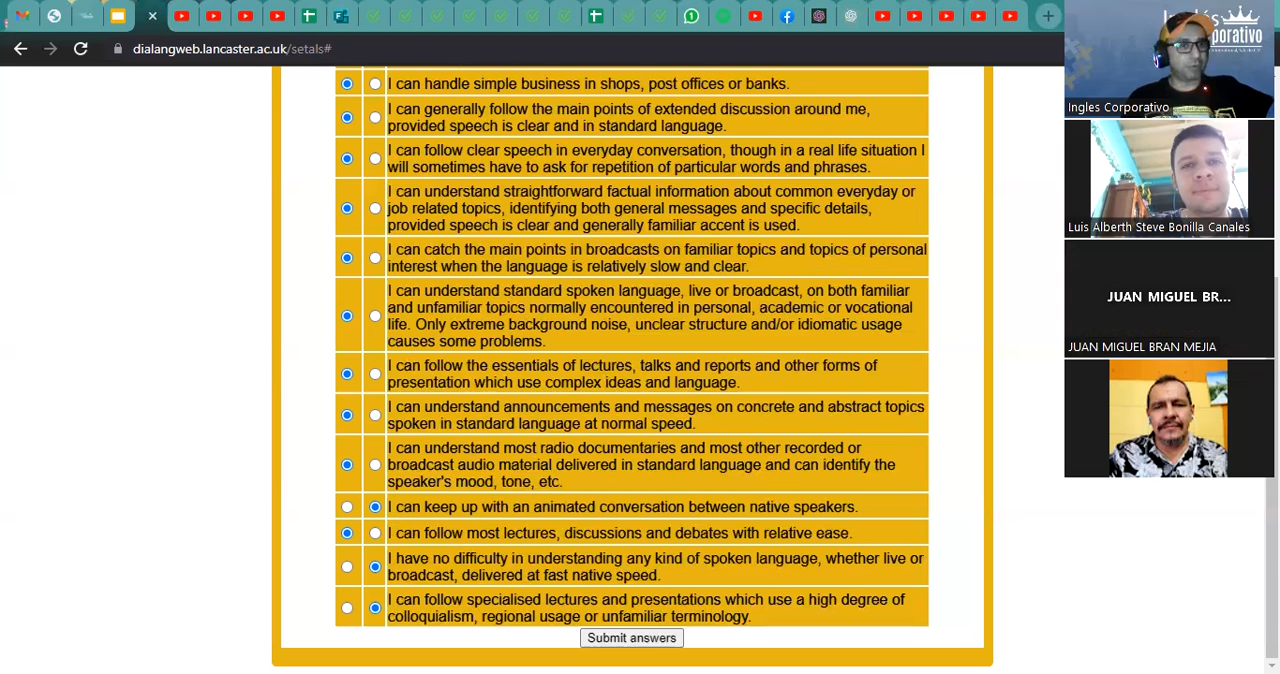 dialangweb.lancaster.ac.uk/setals#
I can handle simple business in shops, post offices or banks.
I can generally follow the main points of extended discussion around me,
provided speech is clear and in standard language.
I can follow clear speech in everyday conversation, though in a real life situation I
will sometimes have to ask for repetition of particular words and phrases.
I can understand straightforward factual information about common everyday or
job related topics, identifying both general messages and specific details,
provided speech is clear and generally familiar accent is used.
I can catch the main points in broadcasts on familiar topics and topics of personal
interest when the language is relatively slow and clear.
I can understand standard spoken language, live or broadcast, on both familiar
and unfamiliar topics normally encountered in personal, academic or vocational
life. Only extreme background noise, unclear structure and/or idiomatic usage
causes some problems.
I can follow the essentials of lectures, talks and reports and other forms of
presentation which use complex ideas and language.
I can understand announcements and messages on concrete and abstract topics
spoken in standard language at normal speed.
I can understand most radio documentaries and most other recorded or
broadcast audio material delivered in standard language and can identify the
speaker's mood, tone, etc.
I can keep up with an animated conversation between native speakers.
I can follow most lectures, discussions and debates with relative ease.
I have no difficulty in understanding any kind of spoken language, whether live or
broadcast, delivered at fast native speed.
I can follow specialised lectures and presentations which use a high degree of
colloquialism, regional usage or unfamiliar terminology.
Submit answers
Ingles Corporativo
Luis Alberth Steve Bonilla Canales
JUAN MIGUEL BR...
JUAN MIGUEL BRAN MEJIA